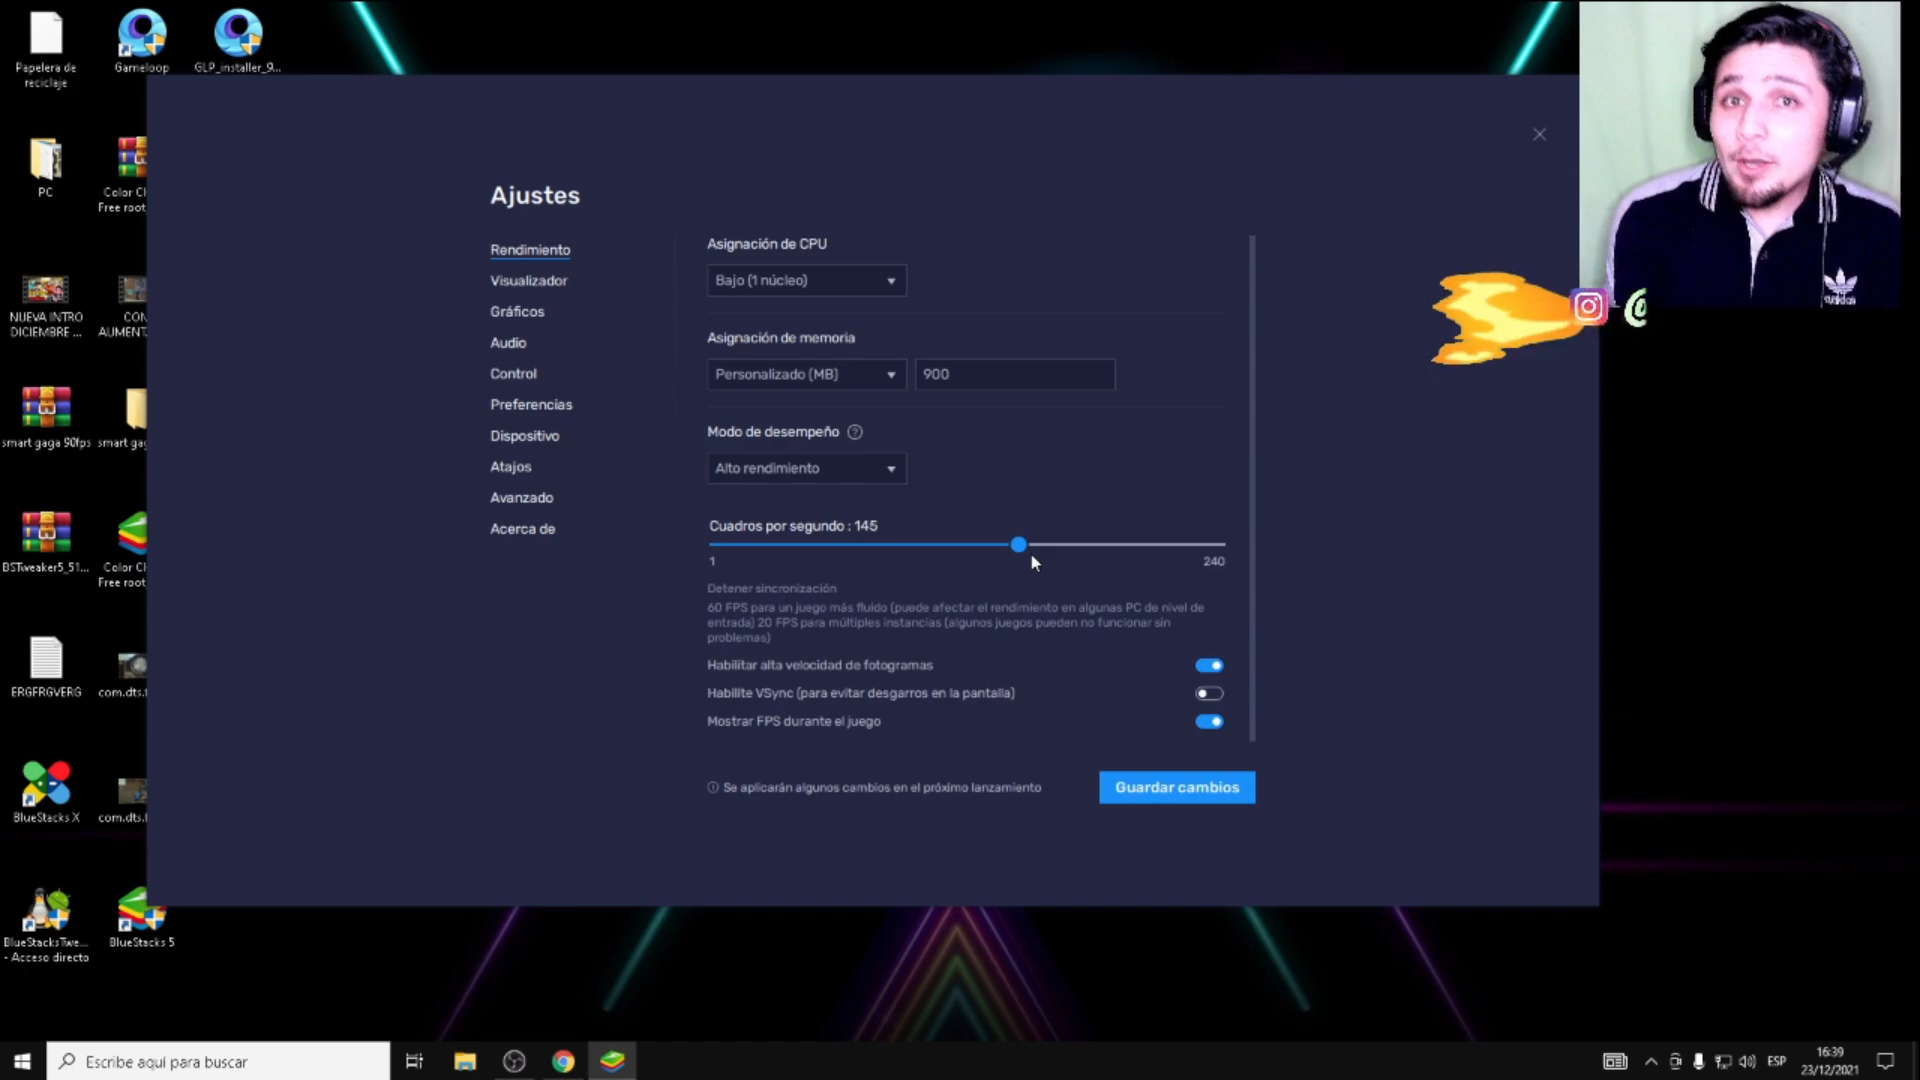 Papelera de
reciclaje
Gameloop
GLP_installer_9...
PC
Color Cl
Free root
NUEVA INTRO
DICIEMBRE ...
CON
AUMENT
smart gaga 90fps
smart gag
BSTweaker5_51...
Color Cl
Free root
ERGFRGVERG
com.dts.f
BlueStacks X
com.dts.f
BlueStacksTwe...
- Acceso directo
BlueStacks 5
Ajustes
Rendimiento
Visualizador
Gráficos
Audio
Control
Preferencias
Dispositivo
Atajos
Avanzado
Acerca de
Asignación de CPU
Bajo (1 núcleo)
Asignación de memoria
Personalizado (MB)
900
Modo de desempeño
Alto rendimiento
Cuadros por segundo : 145
1
240
Detener sincronización
60 FPS para un juego más fluido (puede afectar el rendimiento en algunas PC de nivel de
entrada) 20 FPS para múltiples instancias (algunos juegos pueden no funcionar sin
problemas)
Habilitar alta velocidad de fotogramas
Habilite VSync (para evitar desgarros en la pantalla)
Mostrar FPS durante el juego
Se aplicarán algunos cambios en el próximo lanzamiento
Guardar cambios
adidas
@
Escribe aquí para buscar
ESP
16:39
23/12/2021